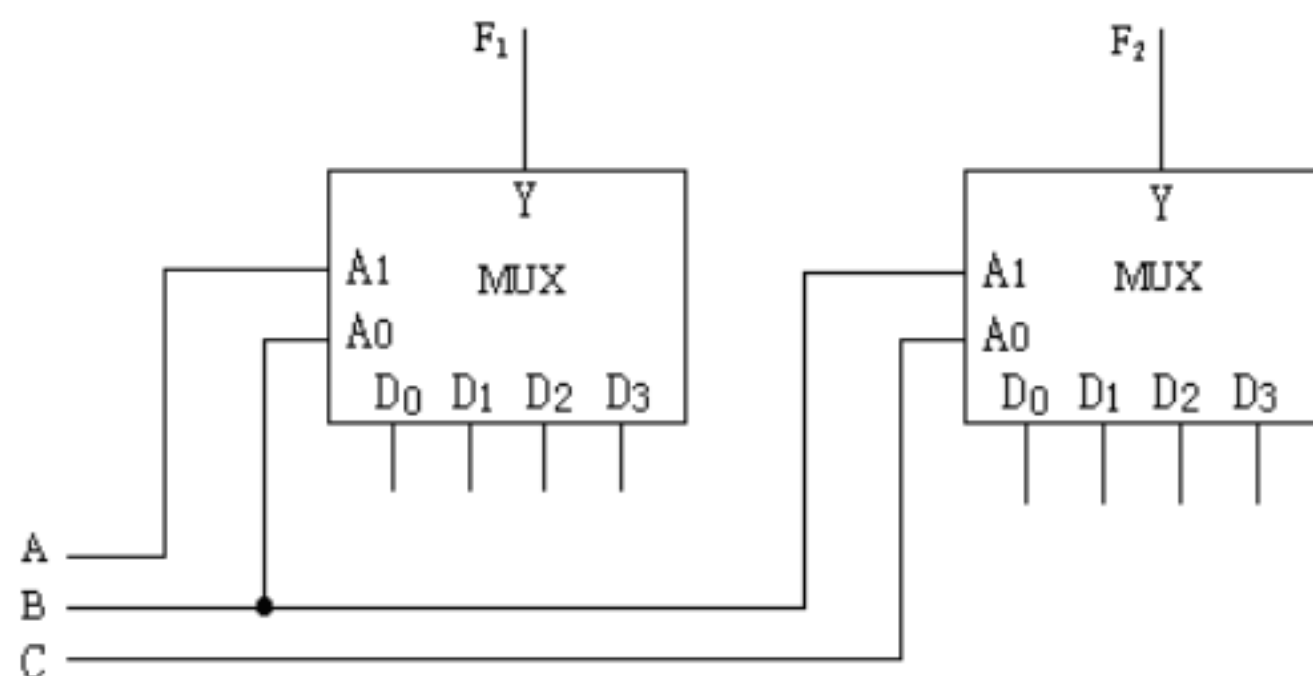 F₁ F₂
Y Y
A1 MUX A1 MUX
A0 A0
D₀ D₁ D₂ D₃ D₀ D₁ D₂ D₃
A
B
C